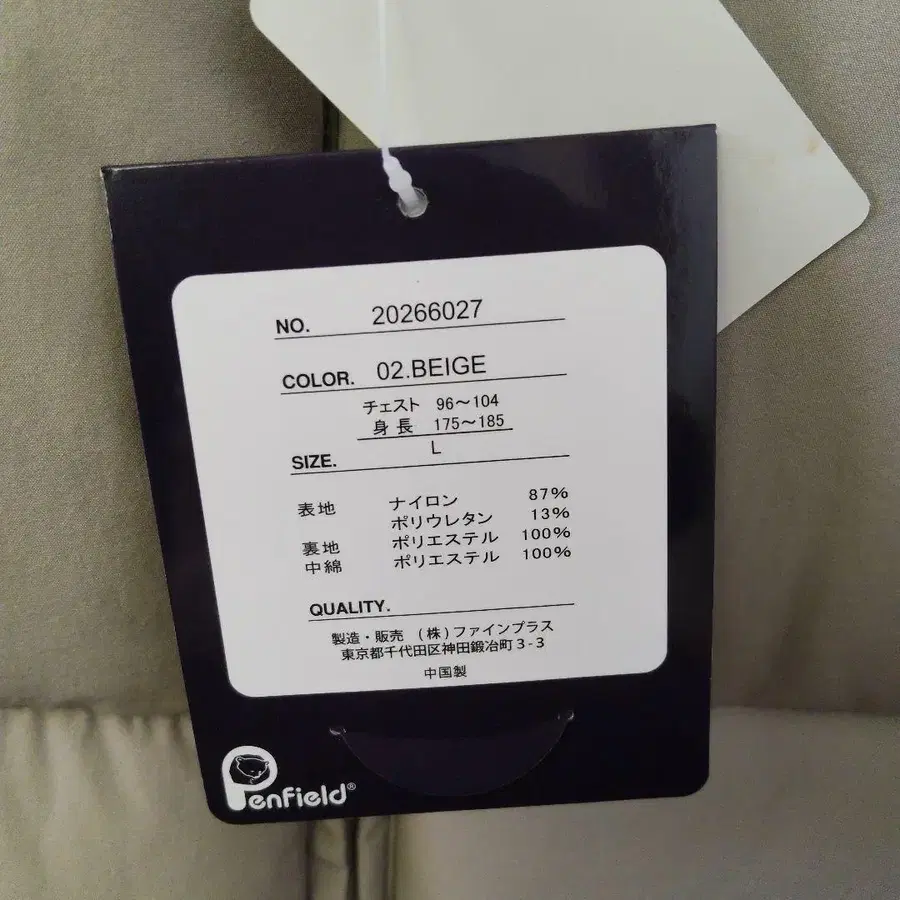 NO. 20266027
COLOR. 02.BEIGE
チェスト 96～104
身長 175～185
SIZE. L
表地 ナイロン 87%
ポリウレタン 13%
裏地 ポリエステル 100%
中綿 ポリエステル 100%
QUALITY.
製造・販売 (株)ファインプラス
東京都千代田区神田鍛冶町3-3
中国製
Penfield®